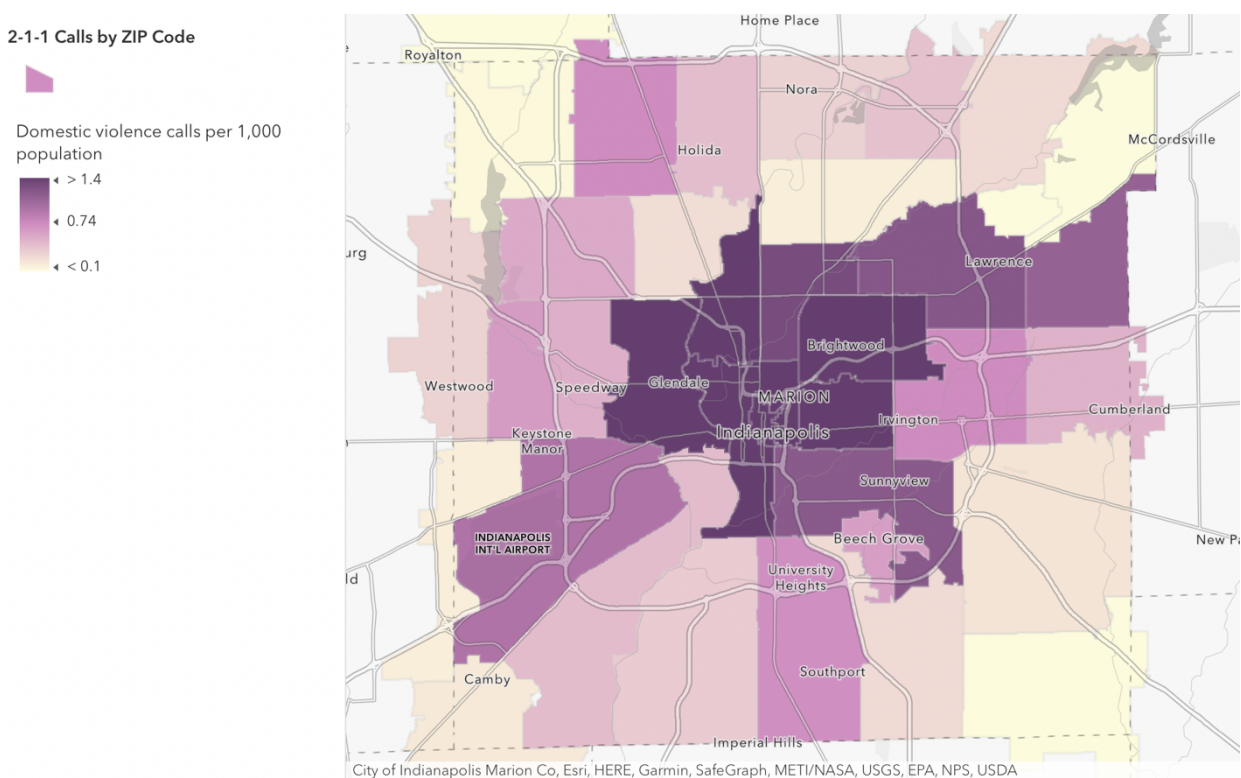 2-1-1 Calls by ZIP Code
Domestic violence calls per 1,000
population
> 1.4
0.74
< 0.1
Home Place
Royalton
Nora
McCordsville
Holida
urg
Lawrence
Brightwood
Westwood
Speedway
Glendale
MARION
Cumberland
Irvington
Indianapolis
Keystone
Manor
Sunnyview
INDIANAPOLIS
INT'L AIRPORT
Beech Grove
New Pa
ld
University
Heights
Southport
Camby
Imperial Hills
City of Indianapolis Marion Co, Esri, HERE, Garmin, SafeGraph, METI/NASA, USGS, EPA, NPS, USDA